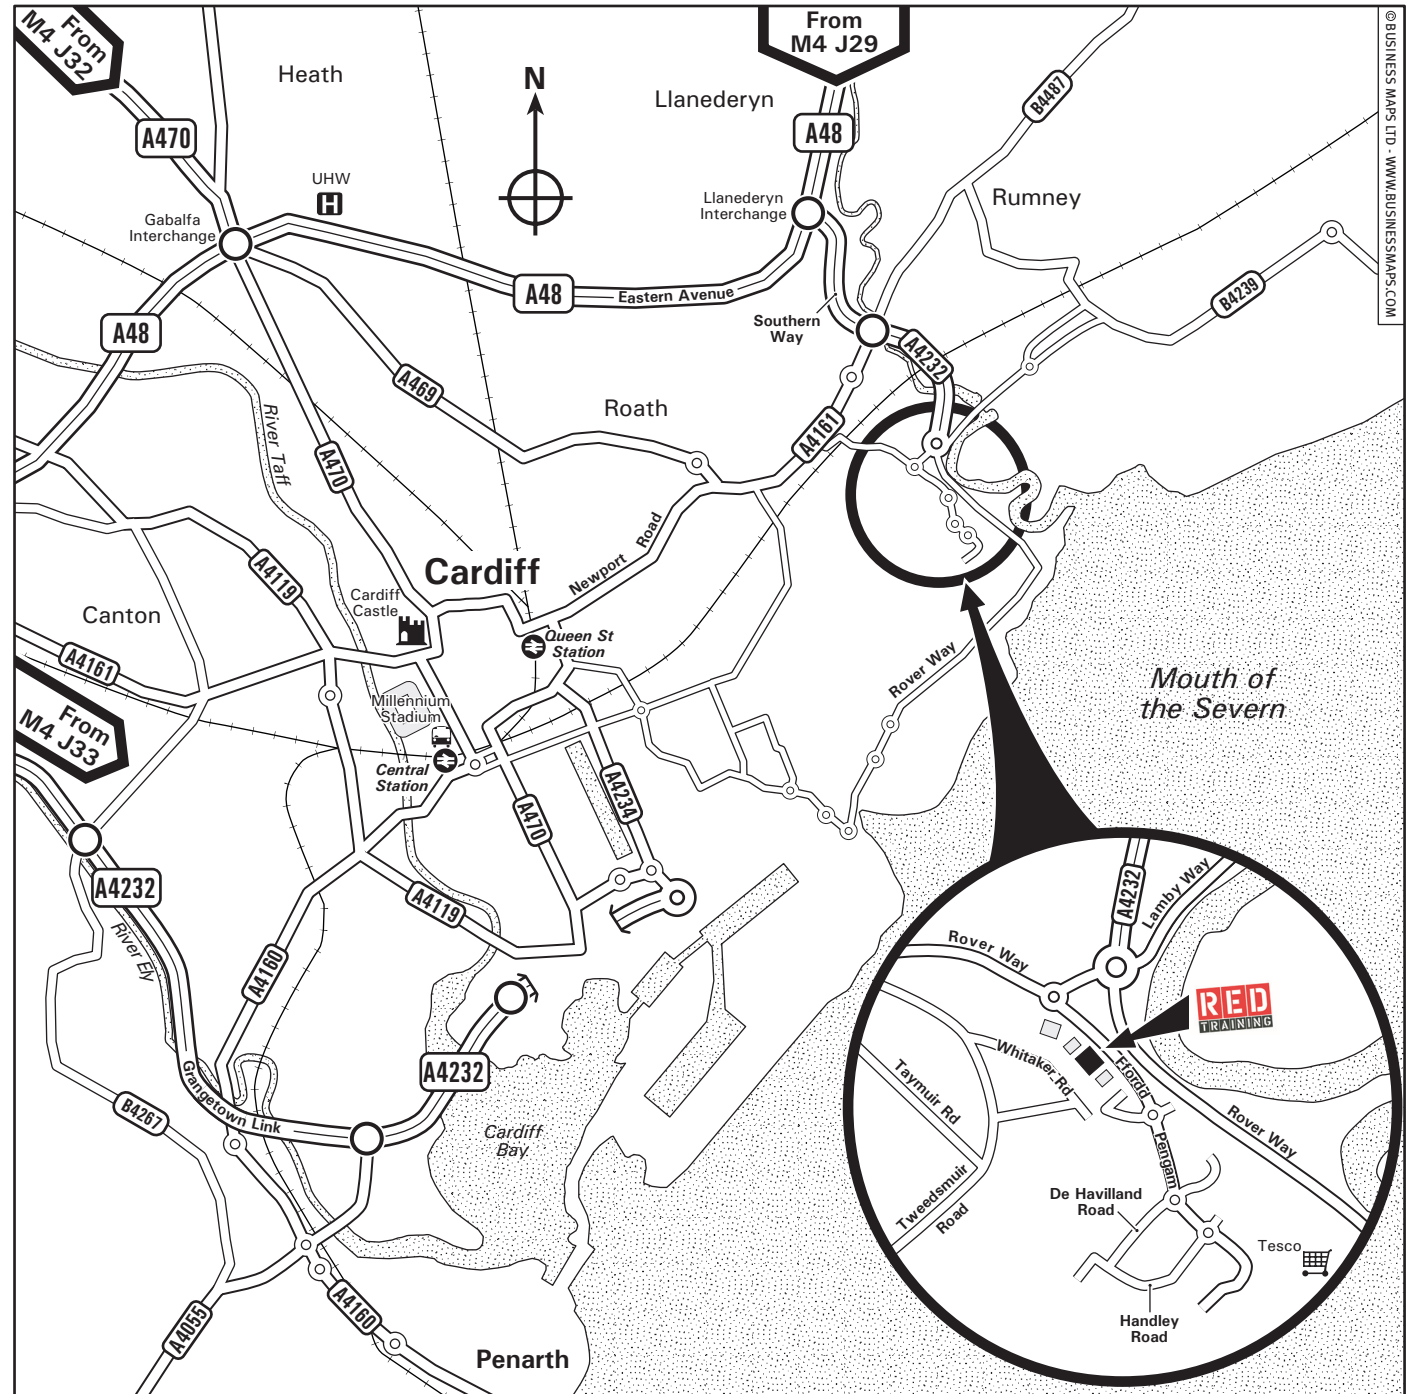 From
M4 J32
From
M4 J29
© BUSINESS MAPS LTD - WWW.BUSINESSMAPS.COM
Heath
N
Llanederyn
B4487
A470
A48
UHW
H
Llanederyn
Interchange
Rumney
Gabalfa
Interchange
A48
Eastern Avenue
B4239
A48
Southern
Way
A4232
A469
Roath
River Taff
A470
A4161
Cardiff
Newport Road
A4119
Cardiff
Castle
Canton
Queen St
Station
A4161
Rover Way
Mouth of
the Severn
From
M4 J33
Millennium
Stadium
Central
Station
A470
A4234
A4232
A4119
River Ely
A4160
A4232
Grangetown Link
B4267
Cardiff
Bay
A4055
A4160
Penarth
A4232
Lamby Way
Rover Way
RED
TRAINING
Whitaker Rd
Ffordd
Taymuir Rd
Rover Way
Pengam
Tweedsmuir
Road
De Havilland
Road
Tesco
Handley
Road